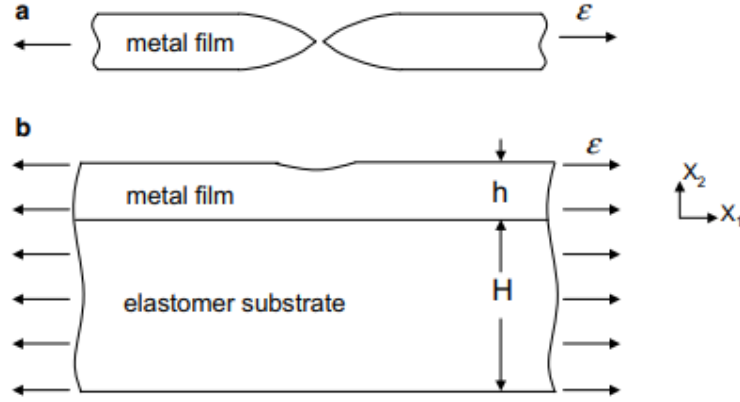 a
ε
metal film
b
ε
metal film
h
X₂
X₁
H
elastomer substrate